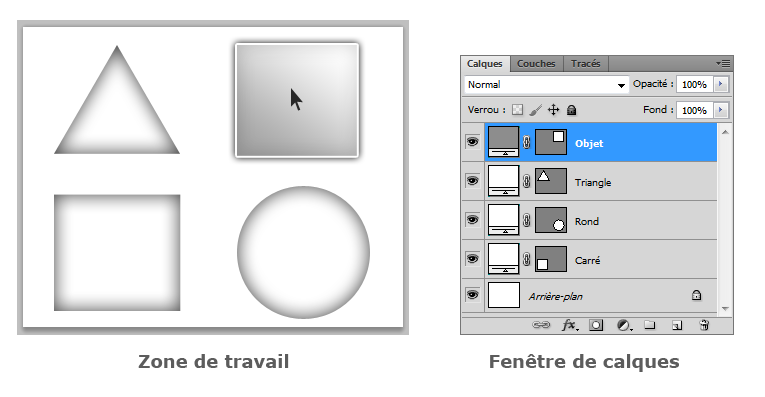 Calques Couches Tracés
Normal Opacité : 100%
Verrou : Fond : 100%
Objet
Triangle
Rond
Carré
Arrière-plan
fx
Zone de travail Fenêtre de calques